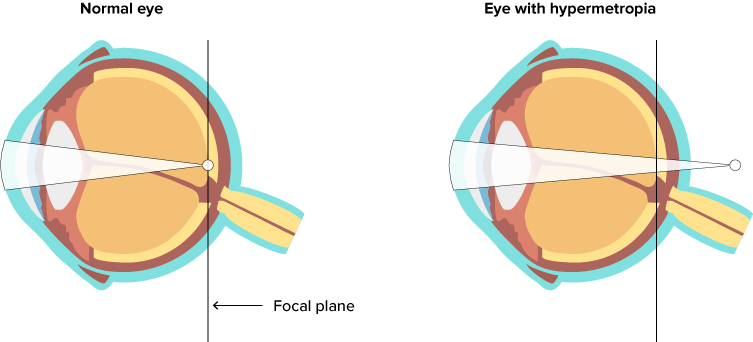 Normal eye
Eye with hypermetropia
Focal plane